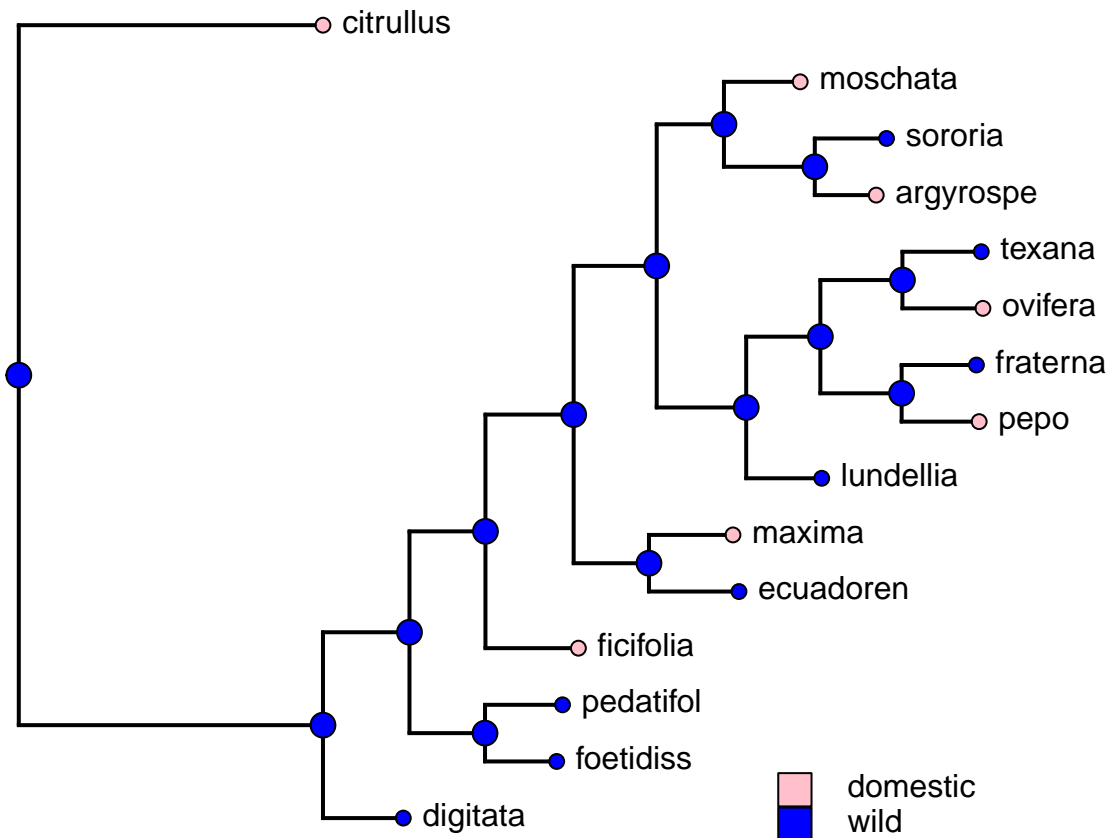 citrullus
moschata
sororia
argyrospe
texana
ovifera
fraterna
pepo
lundellia
maxima
ecuadoren
ficifolia
pedatifol
foetidiss
digitata
domestic
wild